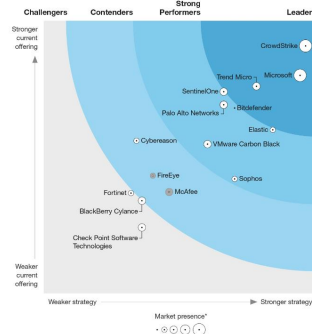 Challengers
Contenders
Strong
Performers
Leaders
Stronger
current
offering
CrowdStrike
Trend Micro
Microsoft
SentinelOne
Bitdefender
Palo Alto Networks
Elastic
Cybereason
VMware Carbon Black
FireEye
Sophos
Fortinet
McAfee
BlackBerry Cylance
Check Point Software
Technologies
Weaker
current
offering
Weaker strategy
Stronger strategy
Market presence*